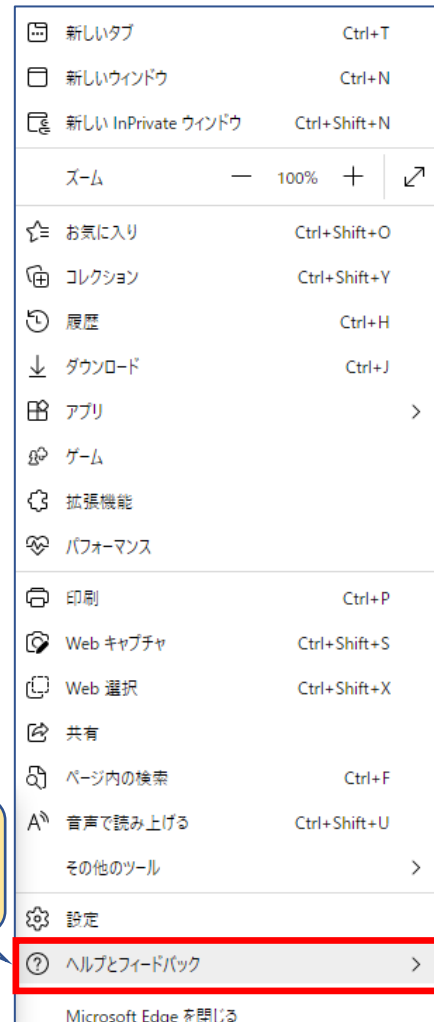 新しいタブ Ctrl+T
新しいウィンドウ Ctrl+N
新しい InPrivate ウィンドウ Ctrl+Shift+N
ズーム 100%
お気に入り Ctrl+Shift+O
コレクション Ctrl+Shift+Y
履歴 Ctrl+H
ダウンロード Ctrl+J
アプリ
ゲーム
拡張機能
パフォーマンス
印刷 Ctrl+P
Web キャプチャ Ctrl+Shift+S
Web 選択 Ctrl+Shift+X
共有
ページ内の検索 Ctrl+F
音声で読み上げる Ctrl+Shift+U
その他のツール
設定
ヘルプとフィードバック
Microsoft Edge を閉じる